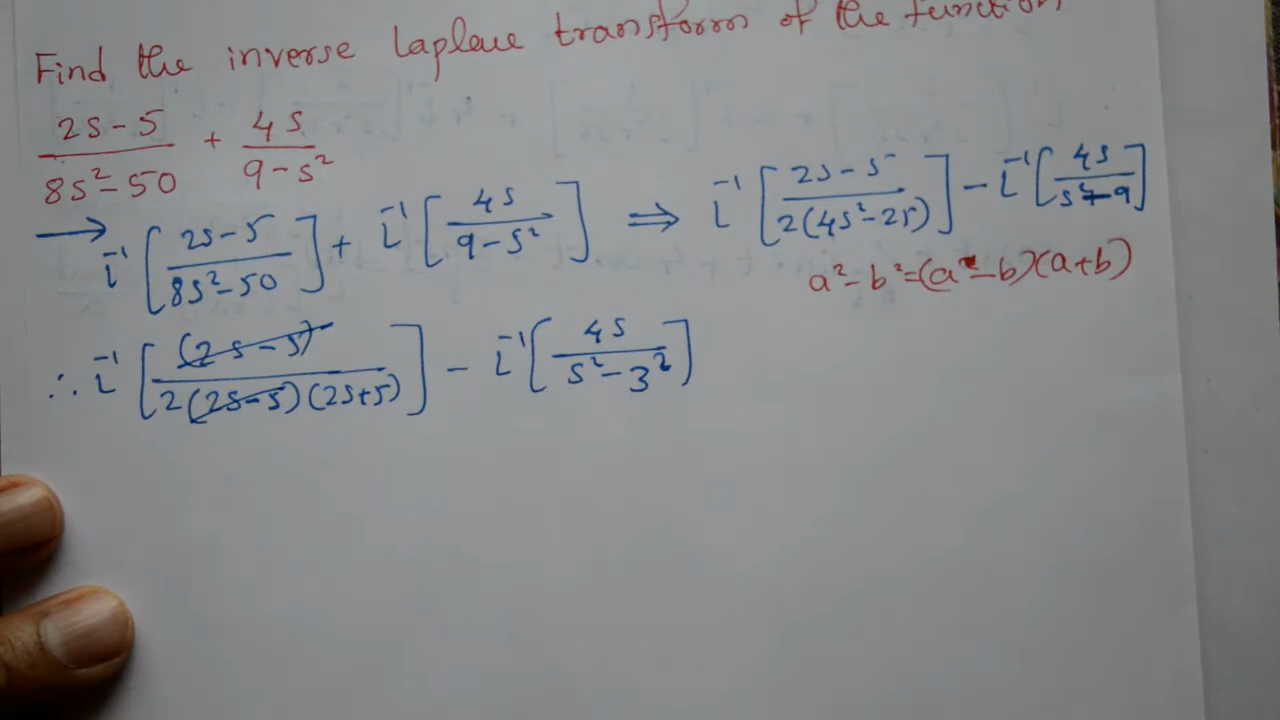 Find the inverse Laplace transform of the function
(2s-5)/(8s²-50) + 4s/(9-s²)
→ L⁻¹[(2s-5)/(8s²-50)] + L⁻¹[4s/(9-s²)] ⇒ L⁻¹[(2s-5)/(2(4s²-25))] - L⁻¹[4s/(s²-9)]
a²-b²=(a-b)(a+b)
∴ L⁻¹[(2s-5)/(2(2s-5)(2s+5))] - L⁻¹[4s/(s²-3²)]